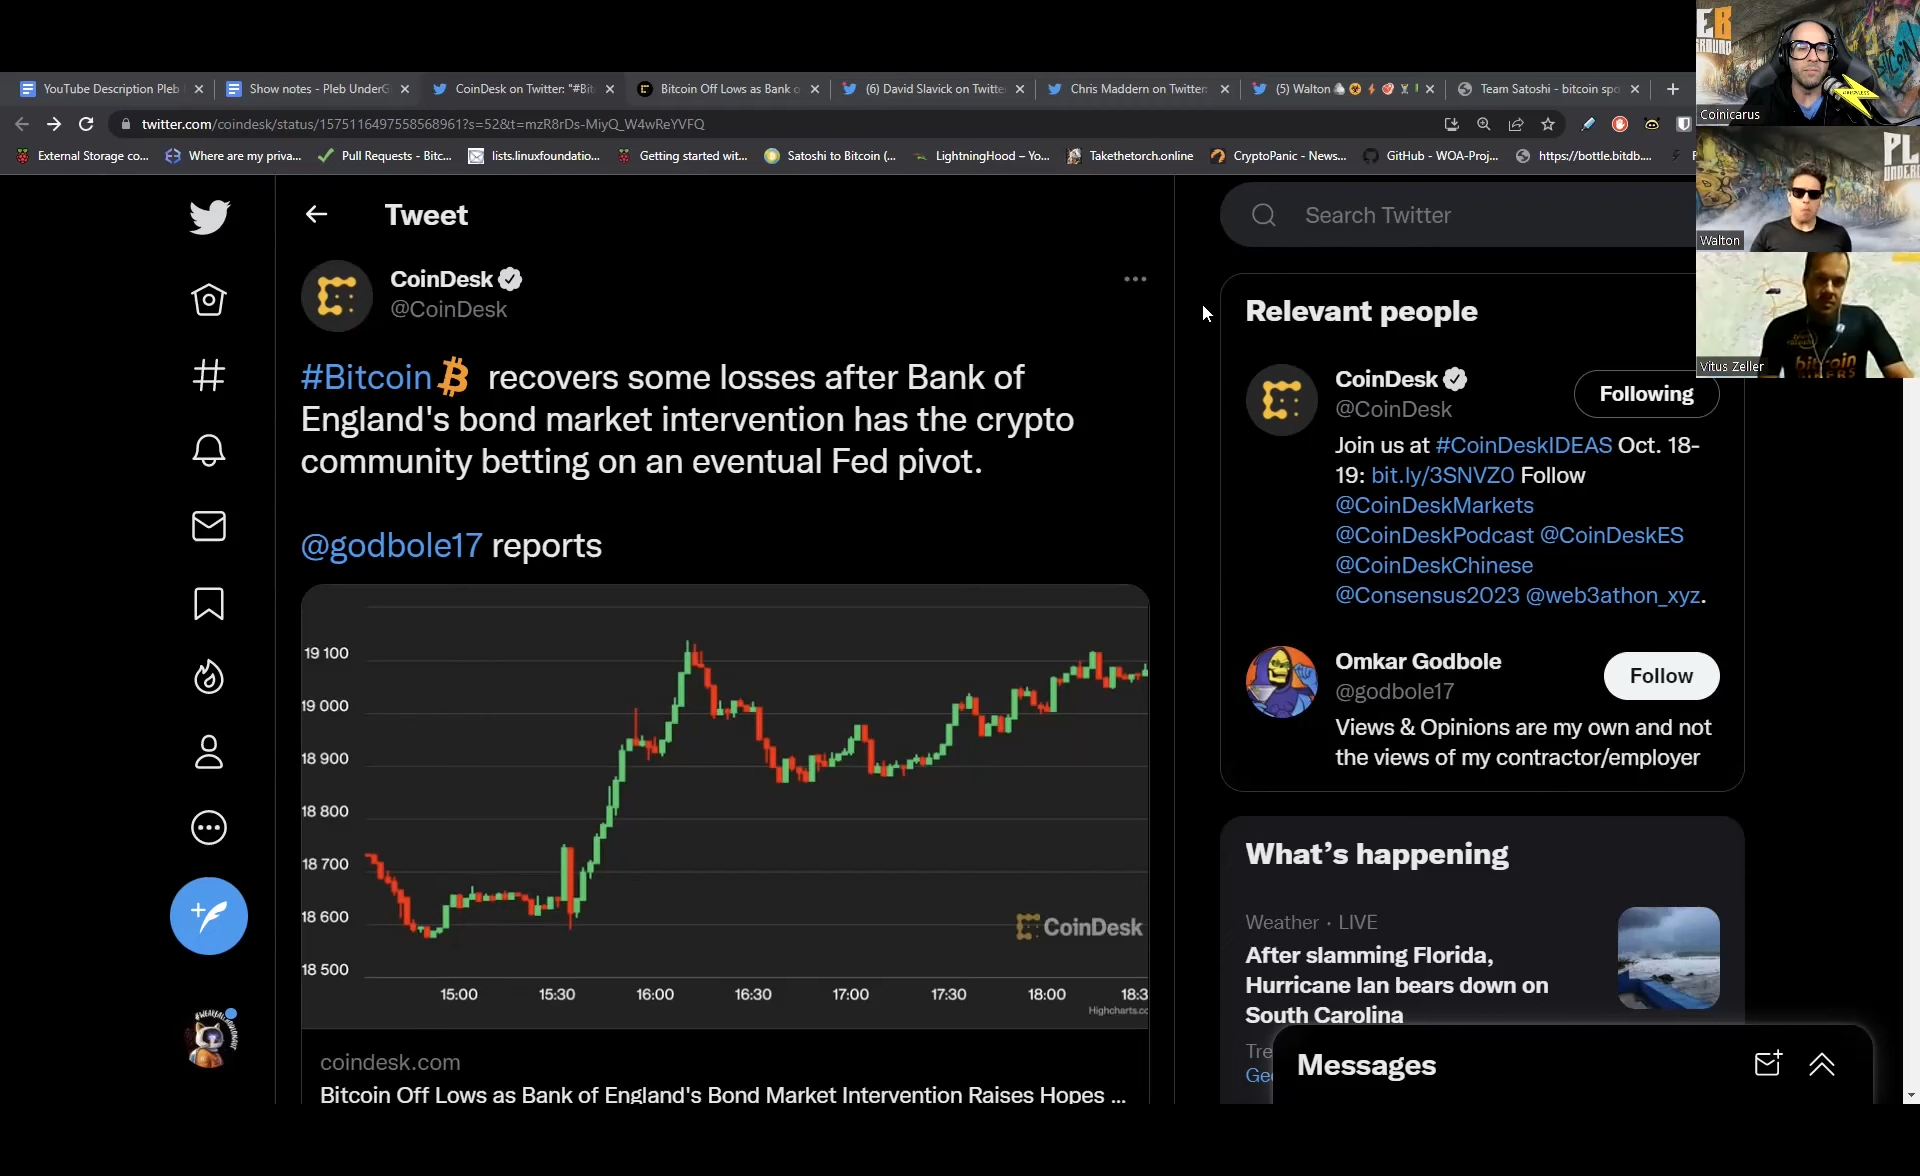 YouTube Description Pleb
Show notes - Pleb UnderG
CoinDesk on Twitter: "#Bit
Bitcoin Off Lows as Bank o
(6) David Slavick on Twitte
Chris Maddern on Twitter:
(5) Walton
Team Satoshi - bitcoin spo
twitter.com/coindesk/status/1575116497558568961?s=52&t=mzR8rDs-MiyQ_W4wReYVFQ
External Storage co...
Where are my priva...
Pull Requests - Bitc...
lists.linuxfoundatio...
Getting started wit...
Satoshi to Bitcoin (...
LightningHood – Yo...
Takethetorch.online
CryptoPanic - News...
GitHub - WOA-Proj...
https://bottle.bitdb....
Coinicarus
Walton
Vitus Zeller
Tweet
CoinDesk
@CoinDesk
#Bitcoin recovers some losses after Bank of
England's bond market intervention has the crypto
community betting on an eventual Fed pivot.
@godbole17 reports
19 100
19 000
18 900
18 800
18 700
18 600
18 500
15:00 15:30 16:00 16:30 17:00 17:30 18:00 18:3
CoinDesk
Highcharts.c
coindesk.com
Bitcoin Off Lows as Bank of England's Bond Market Intervention Raises Hopes ...
Search Twitter
Relevant people
CoinDesk
@CoinDesk
Following
Join us at #CoinDeskIDEAS Oct. 18-
19: bit.ly/3SNVZ0 Follow
@CoinDeskMarkets
@CoinDeskPodcast @CoinDeskES
@CoinDeskChinese
@Consensus2023 @web3athon_xyz.
Omkar Godbole
@godbole17
Follow
Views & Opinions are my own and not
the views of my contractor/employer
What's happening
Weather · LIVE
After slamming Florida,
Hurricane Ian bears down on
South Carolina
Tre
Ge
Messages